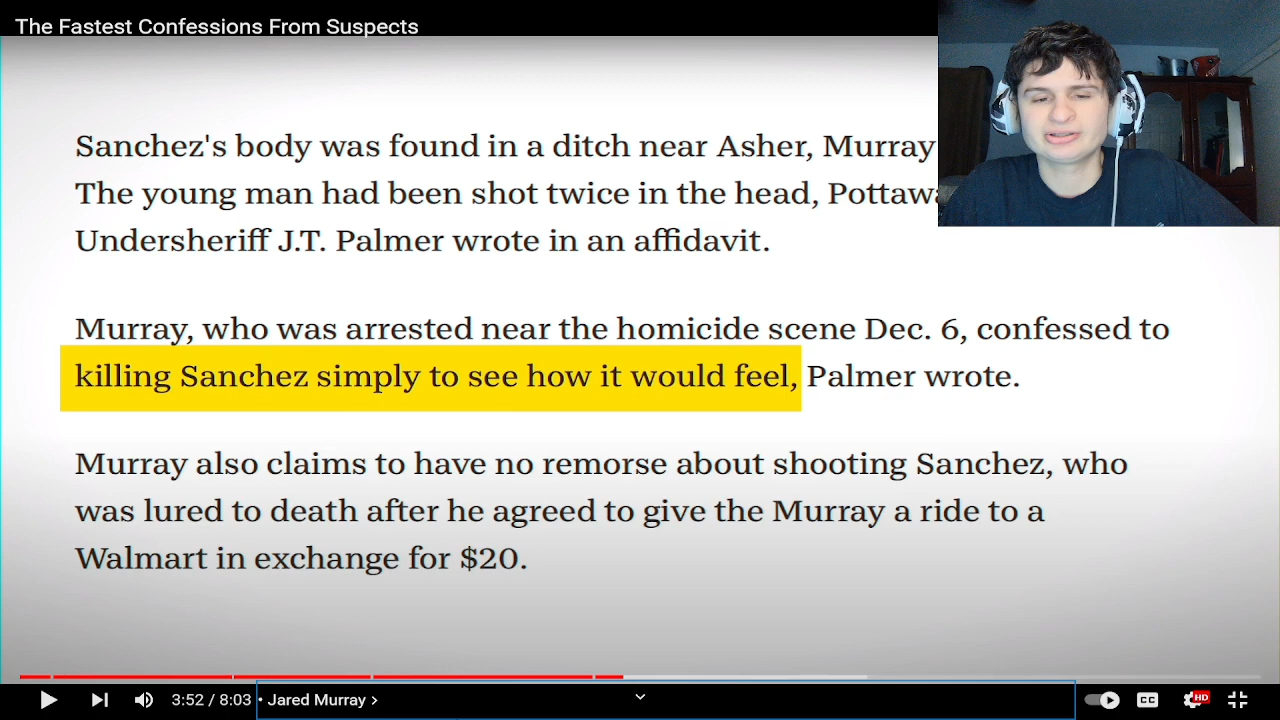 The Fastest Confessions From Suspects
Sanchez's body was found in a ditch near Asher, Murray
The young man had been shot twice in the head,
Undersheriff J.T. Palmer wrote in an affidavit.
Murray, who was arrested near the homicide scene Dec. 6, confessed to
killing Sanchez simply to see how it would feel, Palmer wrote.
Murray also claims to have no remorse about shooting Sanchez, who
was lured to death after he agreed to give the Murray a ride to a
Walmart in exchange for $20.
3:52 / 8:03 • Jared Murray >
CC
HD